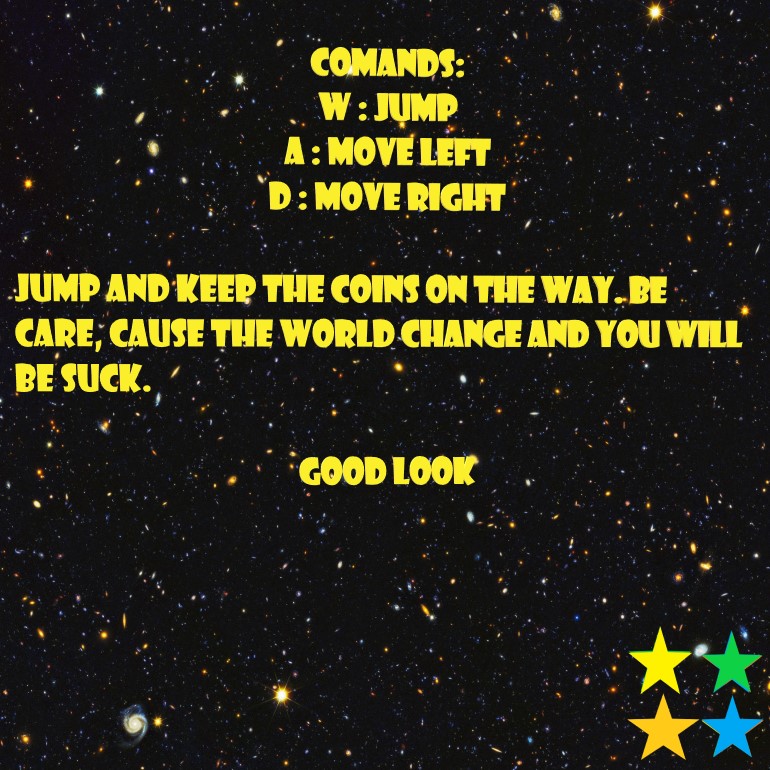 COMANDS:
W : JUMP
A : MOVE LEFT
D : MOVE RIGHT
JUMP AND KEEP THE COINS ON THE WAY. BE
CARE, CAUSE THE WORLD CHANGE AND YOU WILL
BE SUCK.
GOOD LOOK